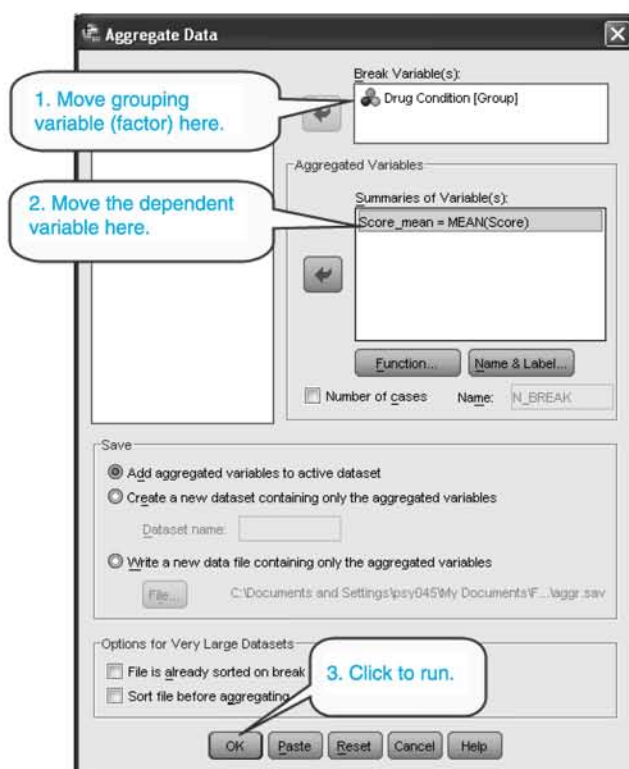 Aggregate Data
Break Variable(s):
1. Move grouping
variable (factor) here.
Drug Condition [Group]
Aggregated Variables
Summaries of Variable(s):
2. Move the dependent
variable here.
Score_mean = MEAN(Score)
Function...
Name & Label...
Number of cases
Name:
N_BREAK
Save
Add aggregated variables to active dataset
Create a new dataset containing only the aggregated variables
Dataset name:
Write a new data file containing only the aggregated variables
File...
C:\Documents and Settings\psy045\My Documents\F...\aggr.sav
Options for Very Large Datasets
File is already sorted on break
3. Click to run.
Sort file before aggregating
OK
Paste
Reset
Cancel
Help